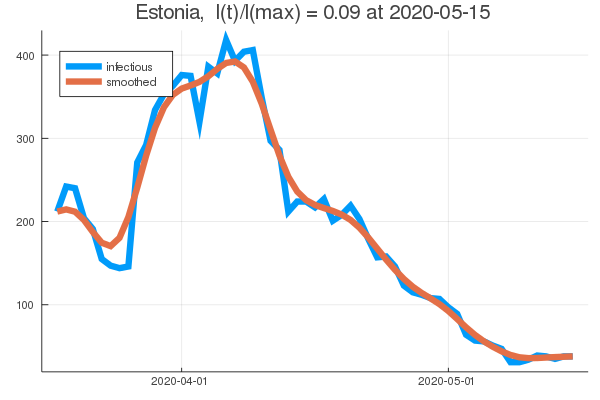 Estonia, I(t)/I(max) = 0.09 at 2020-05-15
infectious
smoothed
400
300
200
100
2020-04-01
2020-05-01